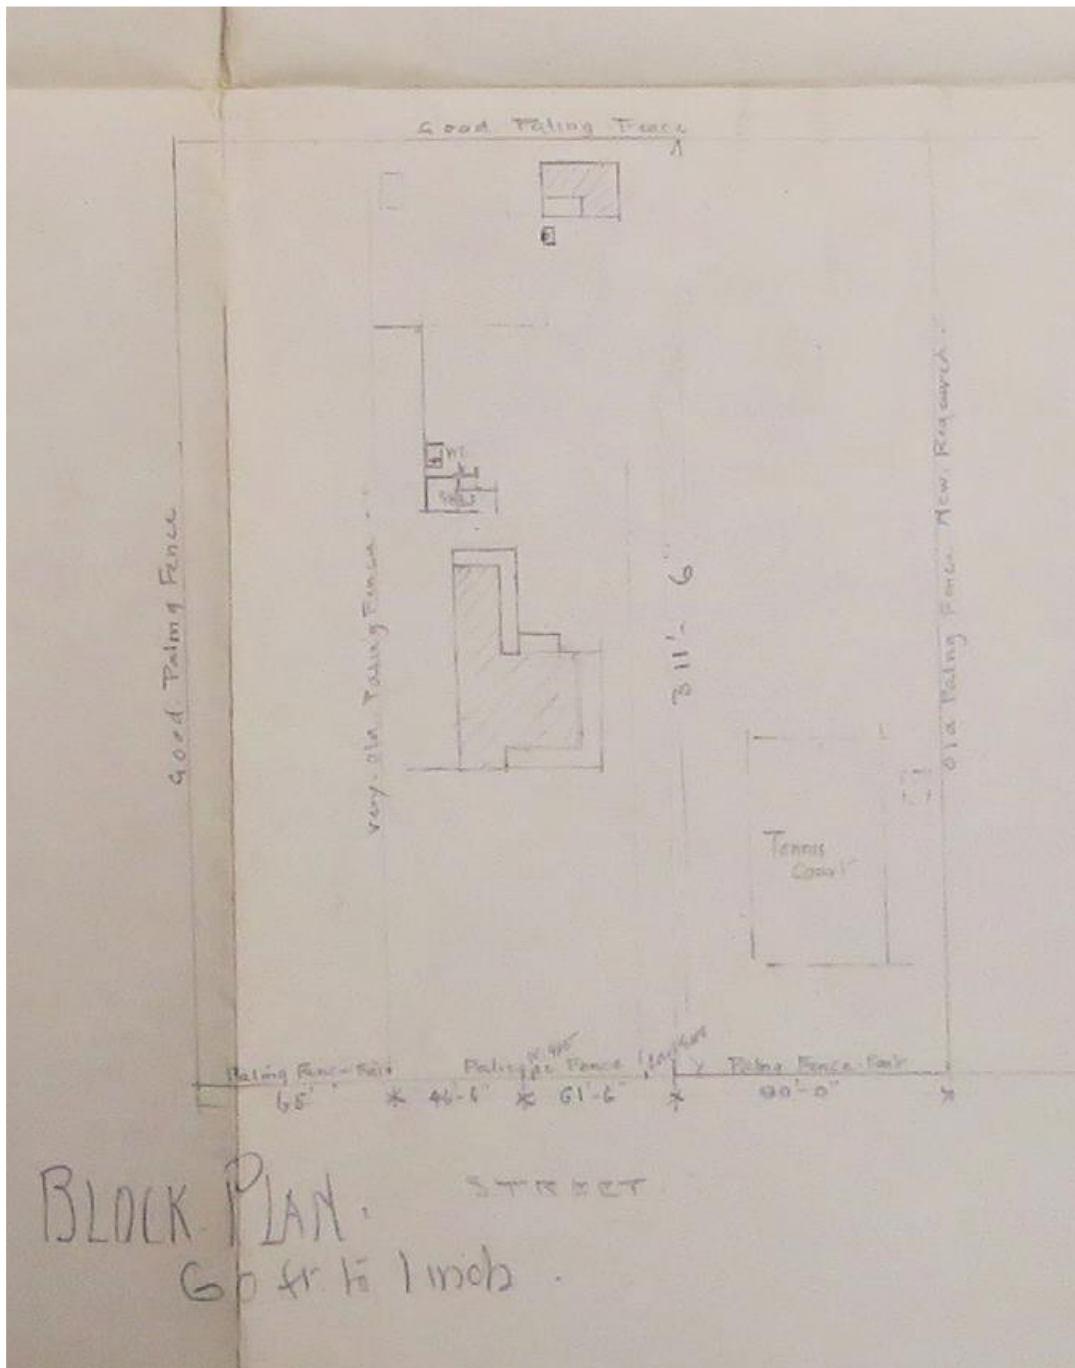 Good Paling Fence
Good Paling Fence
Very Old Paling Fence
311'- 6"
Old Paling Fence New Required.
Tennis
Court
Paling Fence-Fair
Paling Fence
Paling Fence-Fair
65'
46'-6"
61'-6"
90'-0"
STREET
BLOCK PLAN.
60 ft. to 1 inch.